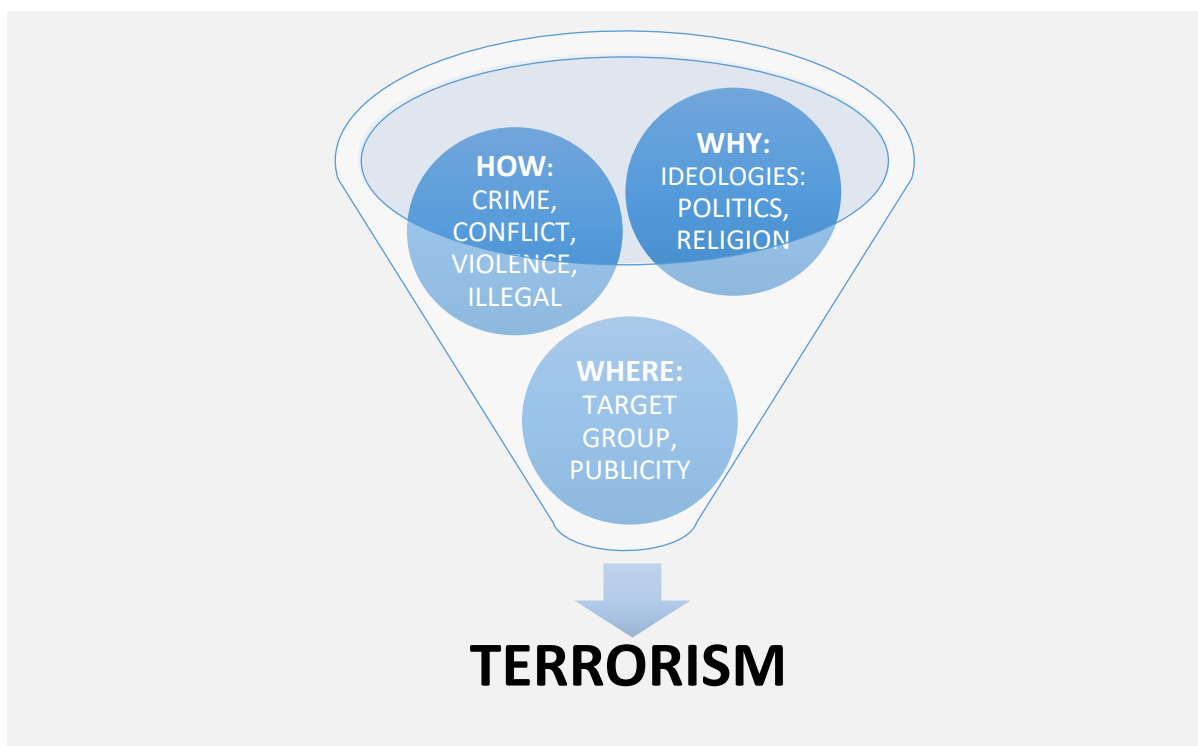 HOW:
CRIME,
CONFLICT,
VIOLENCE,
ILLEGAL
WHY:
IDEOLOGIES:
POLITICS,
RELIGION
WHERE:
TARGET
GROUP,
PUBLICITY
TERRORISM